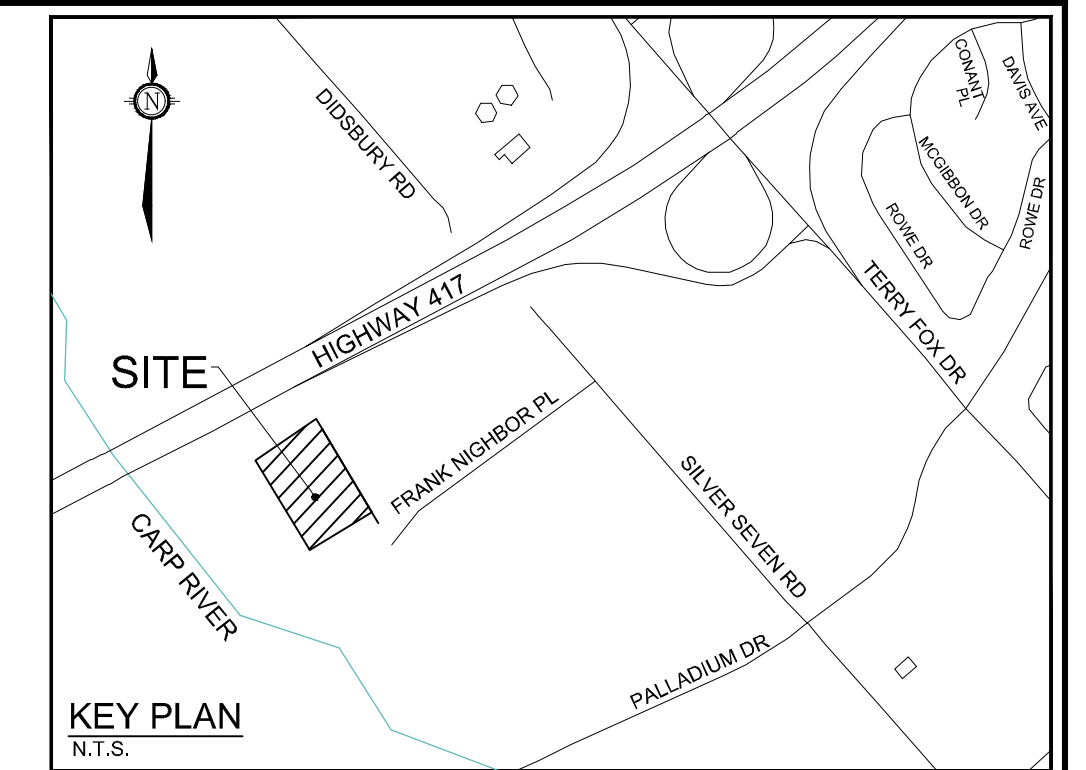 N
DIDSBURY RD
CONANT
PL
DAVIS AVE
MCGIBBON DR
ROWE DR
ROWE DR
TERRY FOX DR
HIGHWAY 417
SITE
FRANK NIGHBOR PL
SILVER SEVEN RD
CARP RIVER
PALLADIUM DR
KEY PLAN
N.T.S.